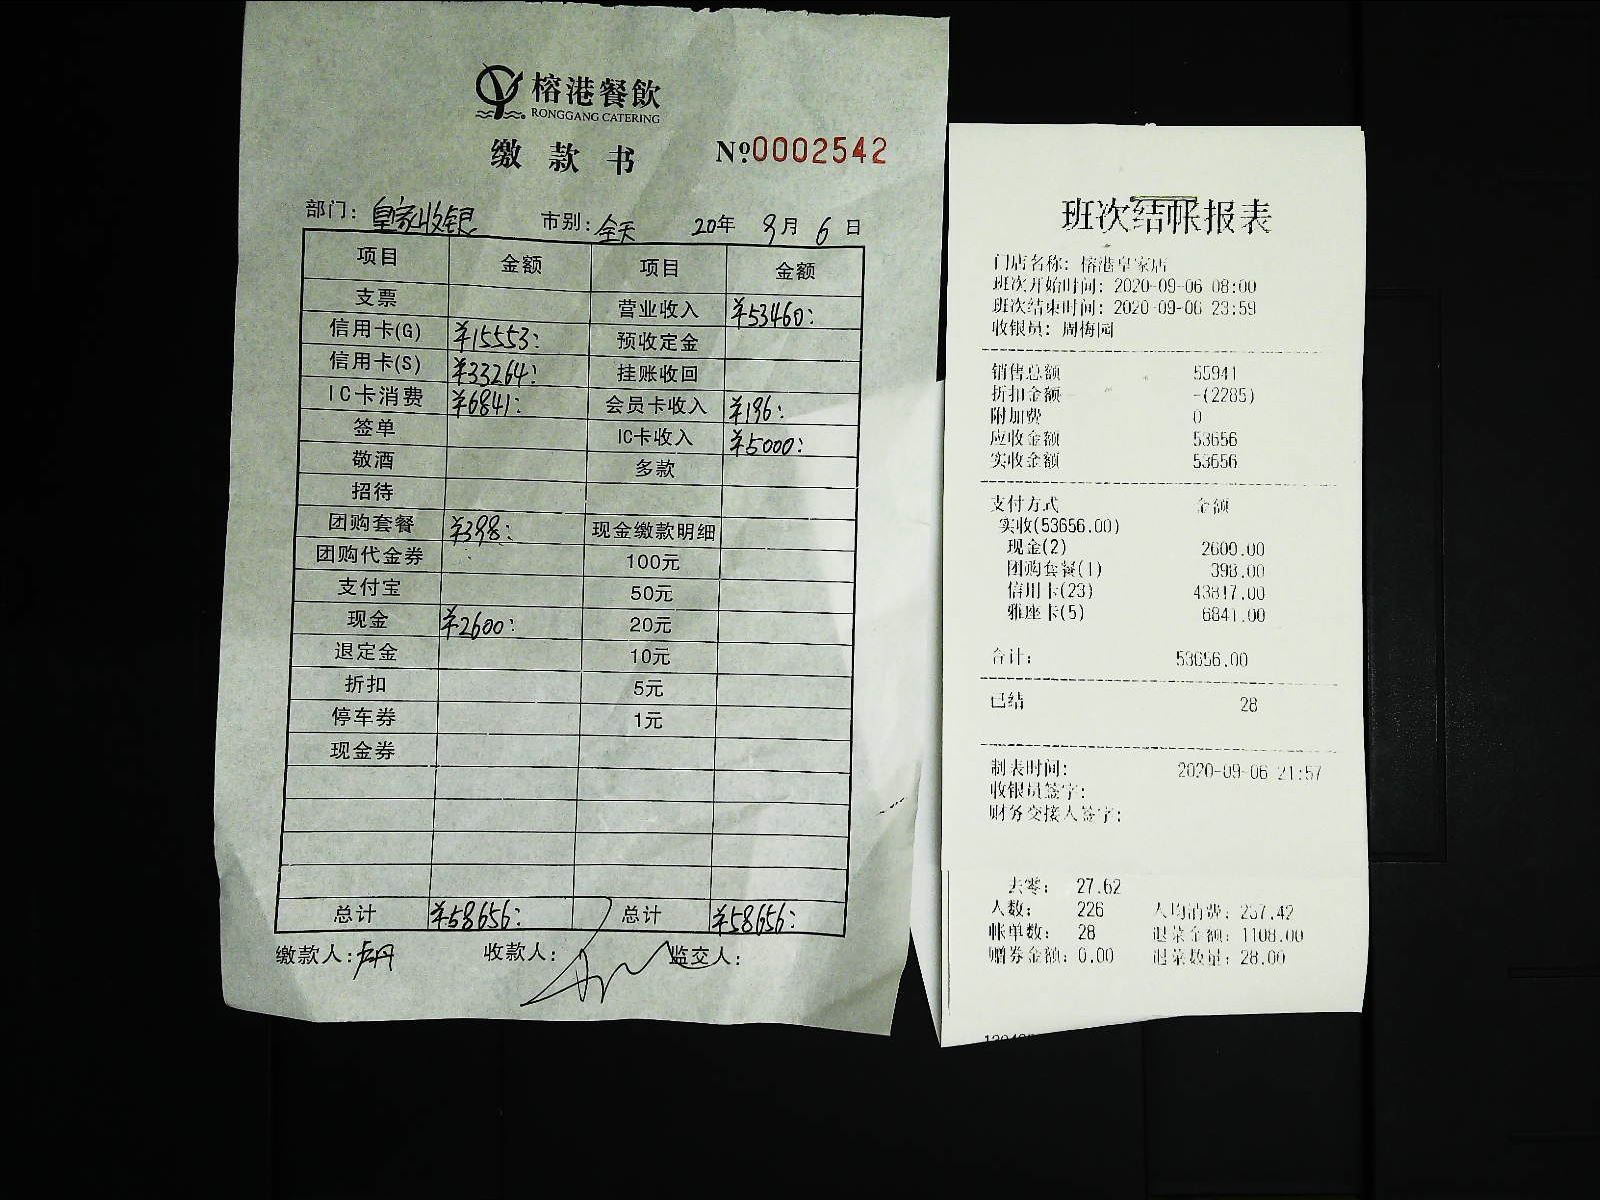 榕港餐飲
RONGGANG CATERING
缴款书
Nº0002542
部门：皇家收银 市别：全天 20年 9月 6日
项目 金额 项目 金额
支票 营业收入 ¥53460：
信用卡(G) ¥15553： 预收定金
信用卡(S) ¥33264： 挂账收回
IC卡消费 ¥6841： 会员卡收入 ¥196：
签单 IC卡收入 ¥5000：
敬酒 多款
招待
团购套餐 ¥398： 现金缴款明细
团购代金券 100元
支付宝 50元
现金 ¥2600： 20元
退定金 10元
折扣 5元
停车券 1元
现金券
总计 ¥58656： 总计 ¥58656：
缴款人： 收款人： 监交人：
班次结帐报表
门店名称：榕港皇家店
班次开始时间：2020-09-06 08:00
班次结束时间：2020-09-06 23:59
收银员：周梅园
销售总额 55941
折扣金额 -(2285)
附加费 0
应收金额 53656
实收金额 53656
支付方式 金额
实收(53656.00)
现金(2) 2600.00
团购套餐(1) 398.00
信用卡(23) 43817.00
雅座卡(5) 6841.00
合计： 53656.00
已结 28
制表时间： 2020-09-06 21:57
收银员签字：
财务交接人签字：
去零： 27.62
人数： 226 人均消费：237.42
帐单数： 28 退菜金额：1108.00
赠券金额：0.00 退菜数量：28.00